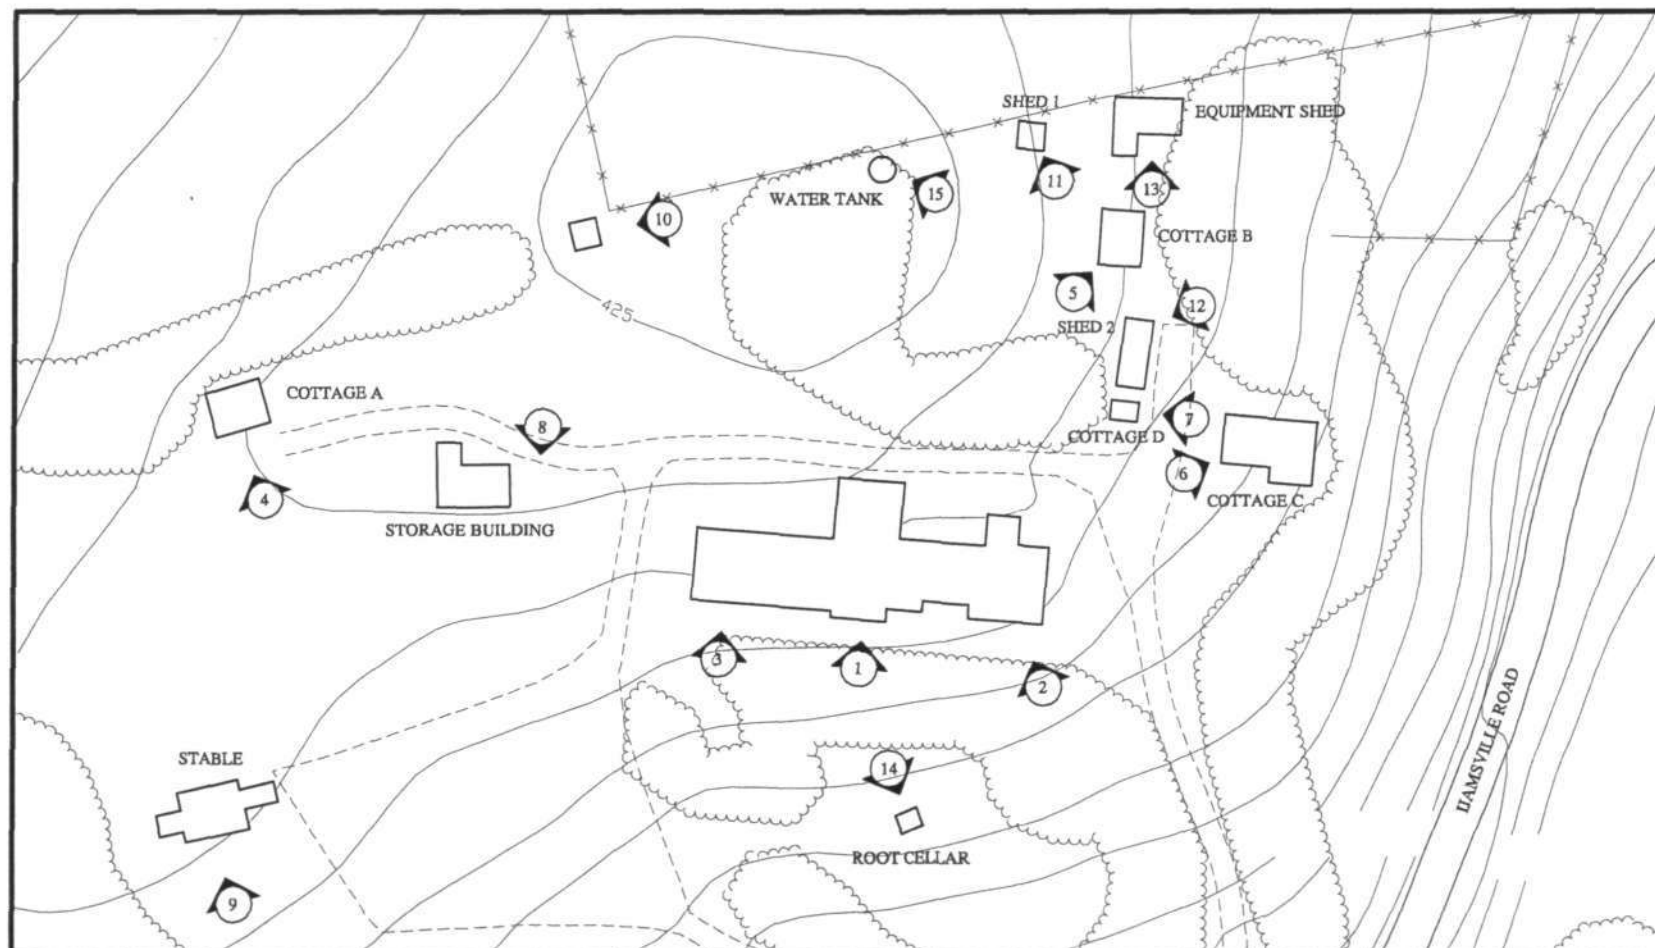 SHED 1
EQUIPMENT SHED
11
13
15
WATER TANK
10
COTTAGE B
5
12
425
SHED 2
COTTAGE A
8
7
COTTAGE D
6
4
COTTAGE C
STORAGE BUILDING
3
1
2
IJAMSVILLE ROAD
STABLE
14
ROOT CELLAR
9